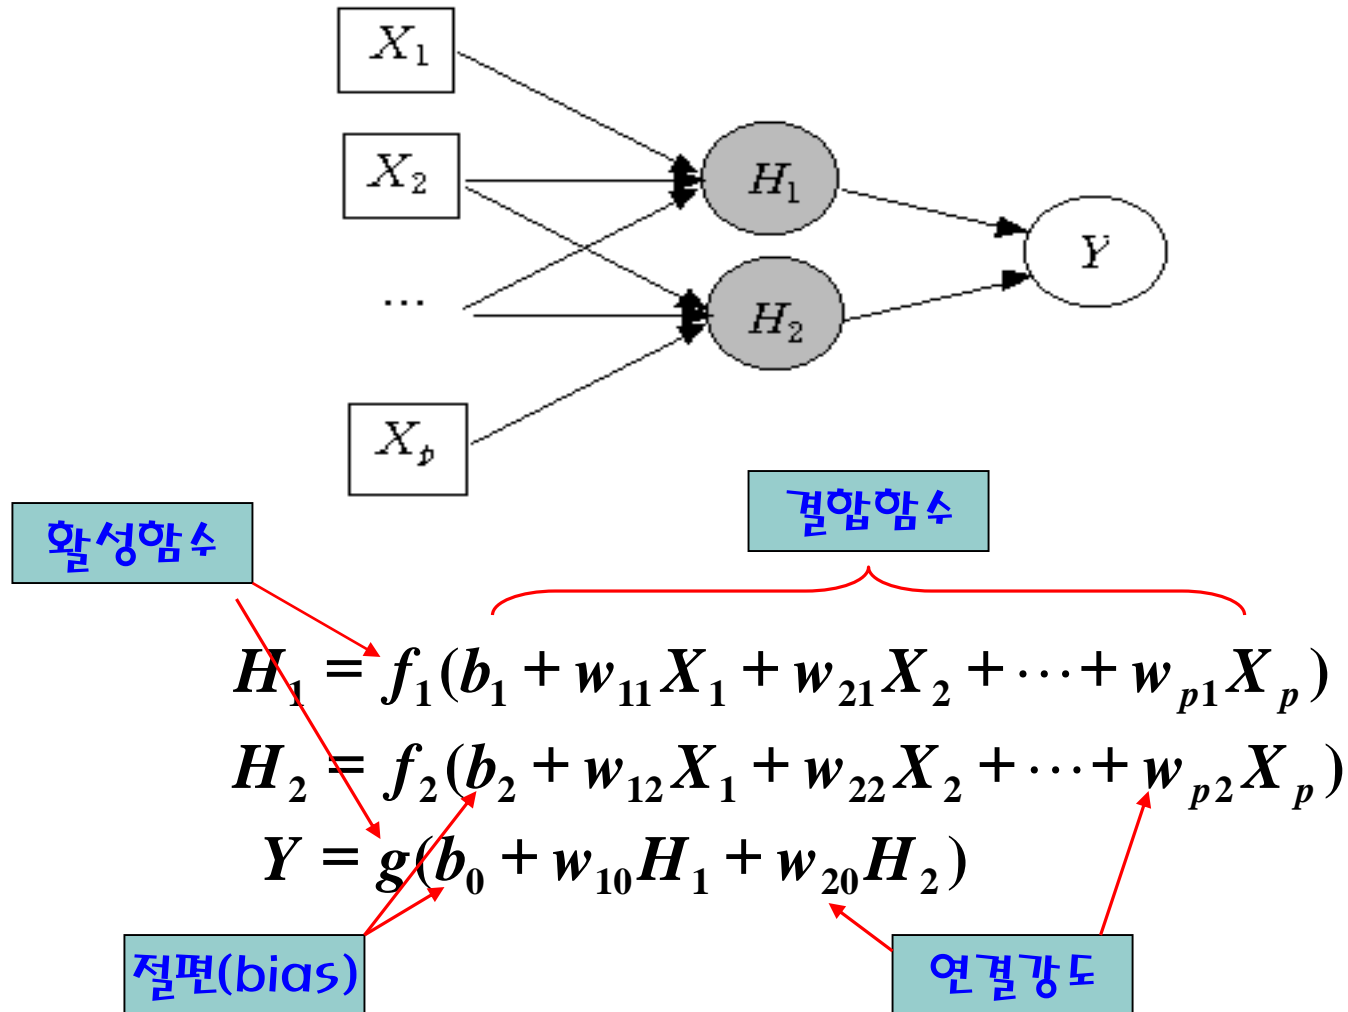 X₁
X₂
H₁
Y
...
H₂
Xₚ
결합함수
활성함수
H₁ = f₁(b₁ + w₁₁X₁ + w₂₁X₂ + ⋯ + wₚ₁Xₚ)
H₂ = f₂(b₂ + w₁₂X₁ + w₂₂X₂ + ⋯ + wₚ₂Xₚ)
Y = g(b₀ + w₁₀H₁ + w₂₀H₂)
절편(bias)
연결강도